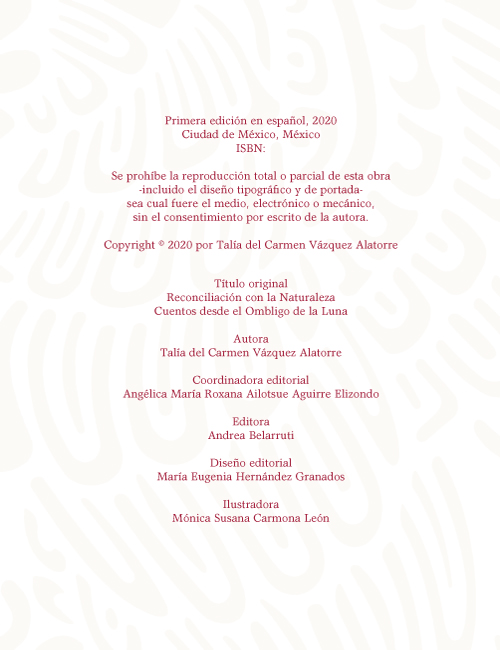 Primera edición en español, 2020
Ciudad de México, México
ISBN:
Se prohíbe la reproducción total o parcial de esta obra
-incluido el diseño tipográfico y de portada-
sea cual fuere el medio, electrónico o mecánico,
sin el consentimiento por escrito de la autora.
Copyright © 2020 por Talía del Carmen Vázquez Alatorre
Título original
Reconciliación con la Naturaleza
Cuentos desde el Ombligo de la Luna
Autora
Talía del Carmen Vázquez Alatorre
Coordinadora editorial
Angélica María Roxana Ailotsue Aguirre Elizondo
Editora
Andrea Belarruti
Diseño editorial
María Eugenia Hernández Granados
Ilustradora
Mónica Susana Carmona León